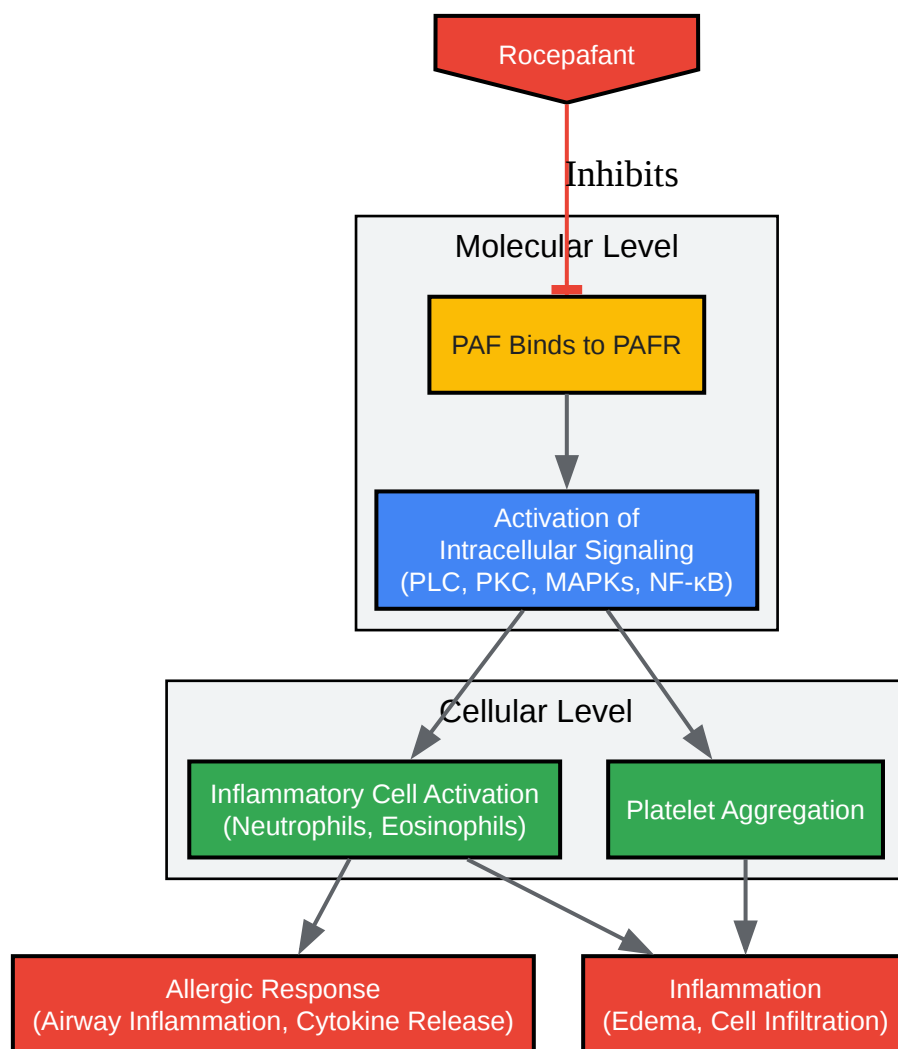 Rocepafant
Inhibits
Molecular Level
PAF Binds to PAFR
Activation of
Intracellular Signaling
(PLC, PKC, MAPKs, NF-κB)
Cellular Level
Inflammatory Cell Activation
(Neutrophils, Eosinophils)
Platelet Aggregation
Allergic Response
(Airway Inflammation, Cytokine Release)
Inflammation
(Edema, Cell Infiltration)